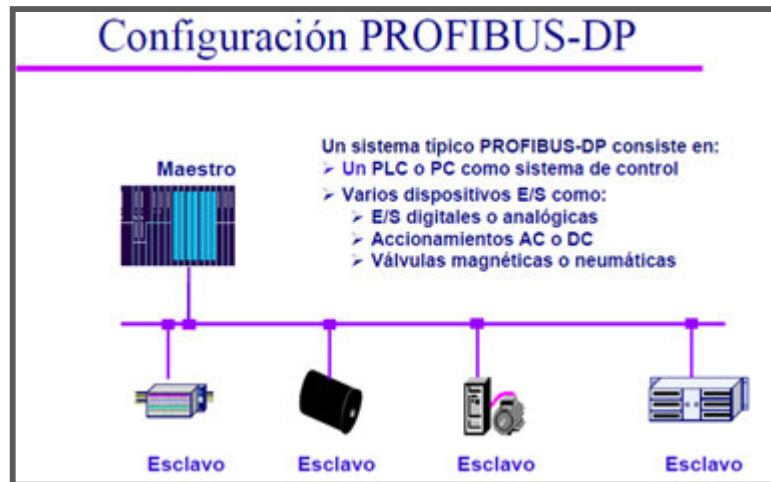 Configuración PROFIBUS-DP
Un sistema típico PROFIBUS-DP consiste en:
➢ Un PLC o PC como sistema de control
➢ Varios dispositivos E/S como:
➢ E/S digitales o analógicas
➢ Accionamientos AC o DC
➢ Válvulas magnéticas o neumáticas
Maestro
Esclavo
Esclavo
Esclavo
Esclavo